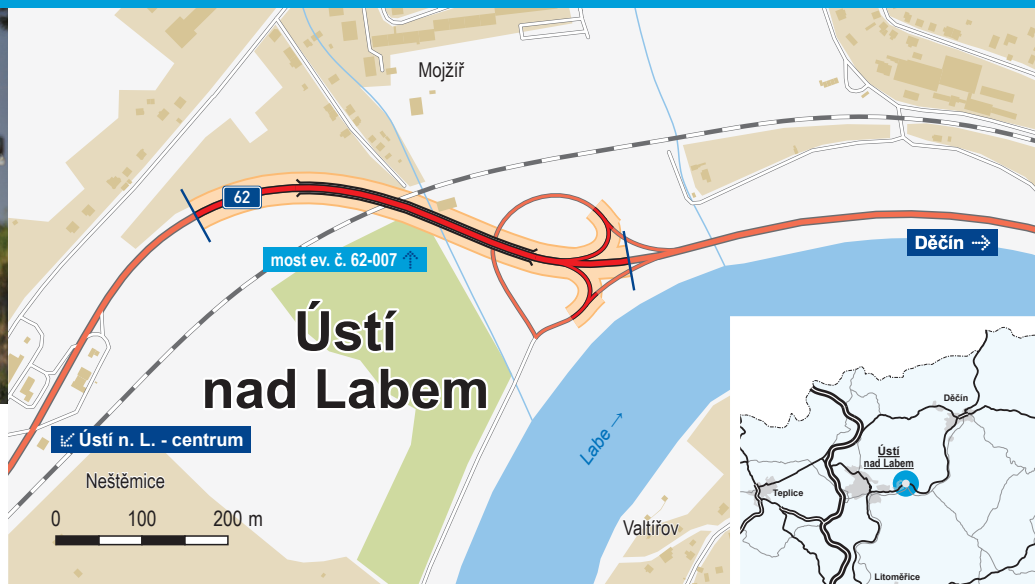 Mojžíř
62
most ev. č. 62-007
Děčín
Ústí
nad Labem
Ústí n. L. - centrum
Neštěmice
0 100 200 m
Labe →
Valtířov
Děčín
Ústí
nad Labem
Teplice
Litoměřice